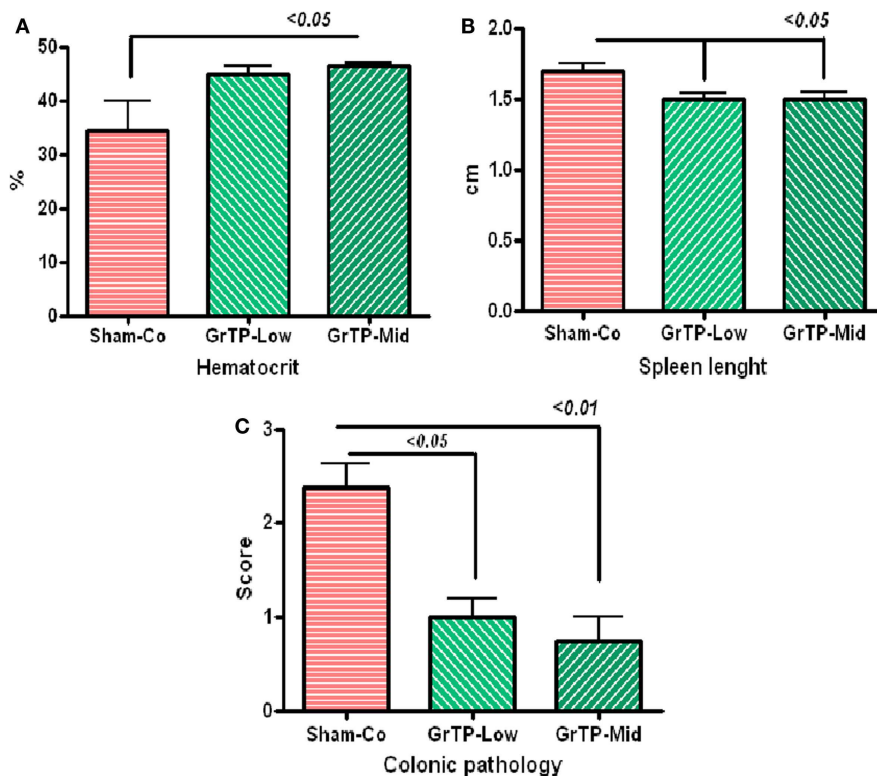 A
<0.05
50
40
30
20
10
0
%
Sham-Co GrTP-Low GrTP-Mid
Hematocrit
B
<0.05
2.0
1.5
1.0
0.5
0.0
cm
Sham-Co GrTP-Low GrTP-Mid
Spleen lenght
C
<0.01
<0.05
3
2
1
0
Score
Sham-Co GrTP-Low GrTP-Mid
Colonic pathology